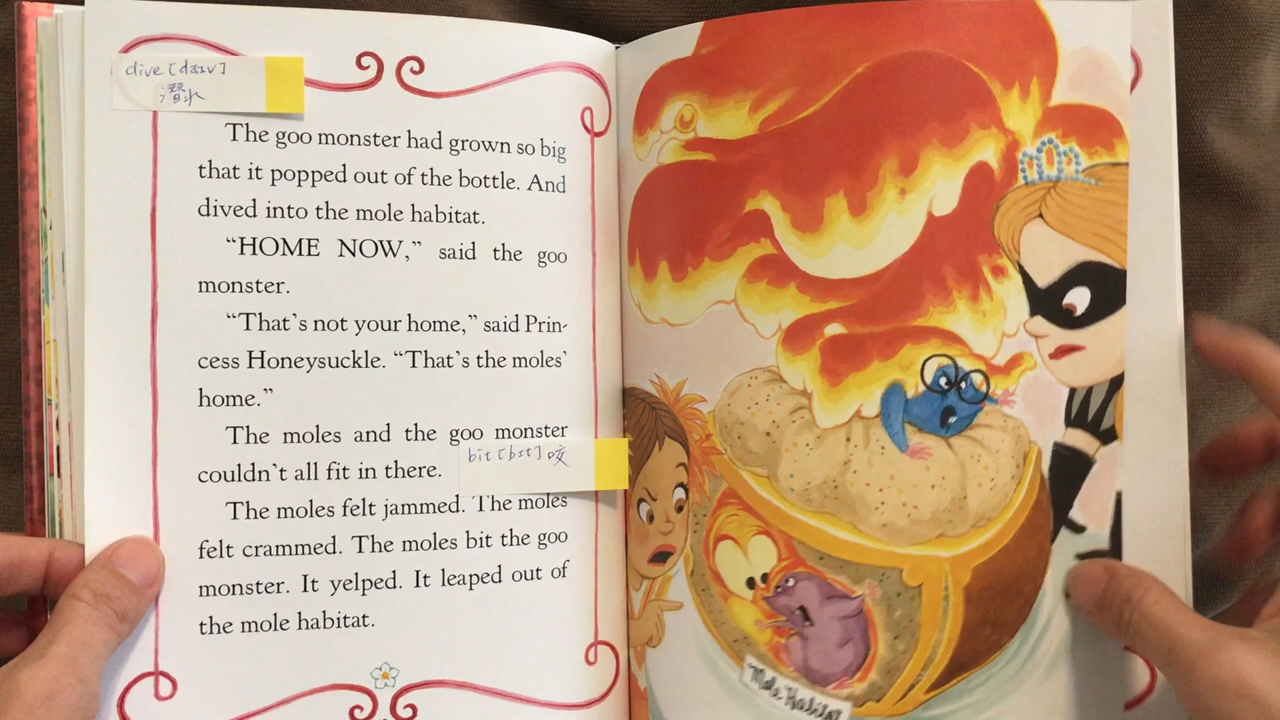 dive [daɪv]
潜水
The goo monster had grown so big
that it popped out of the bottle. And
dived into the mole habitat.
“HOME NOW,” said the goo
monster.
“That’s not your home,” said Prin-
cess Honeysuckle. “That’s the moles’
home.”
The moles and the goo monster
couldn’t all fit in there.
bit [bɪt] 咬
The moles felt jammed. The moles
felt crammed. The moles bit the goo
monster. It yelped. It leaped out of
the mole habitat.
Mole Habitat